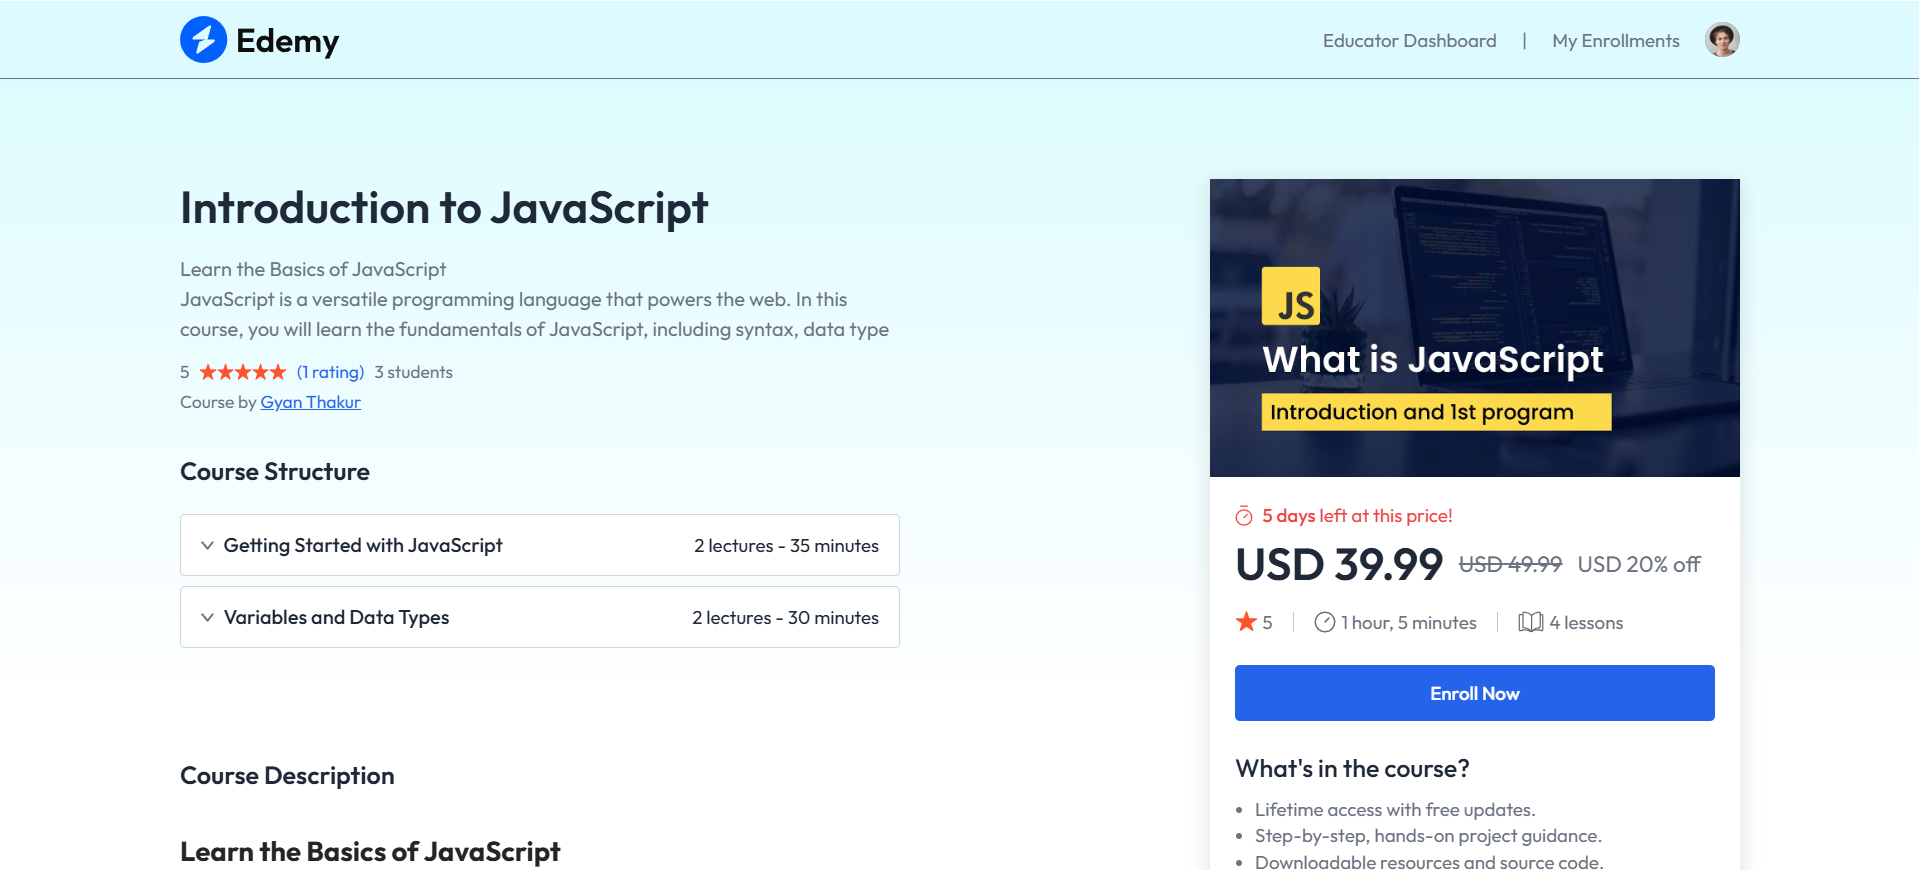 Edemy
Educator Dashboard | My Enrollments
Introduction to JavaScript
Learn the Basics of JavaScript
JavaScript is a versatile programming language that powers the web. In this
course, you will learn the fundamentals of JavaScript, including syntax, data type
5 (1 rating) 3 students
Course by Gyan Thakur
Course Structure
Getting Started with JavaScript 2 lectures - 35 minutes
Variables and Data Types 2 lectures - 30 minutes
Course Description
Learn the Basics of JavaScript
JS
What is JavaScript
Introduction and 1st program
5 days left at this price!
USD 39.99 USD 49.99 USD 20% off
5 1 hour, 5 minutes 4 lessons
Enroll Now
What's in the course?
• Lifetime access with free updates.
• Step-by-step, hands-on project guidance.
• Downloadable resources and source code.